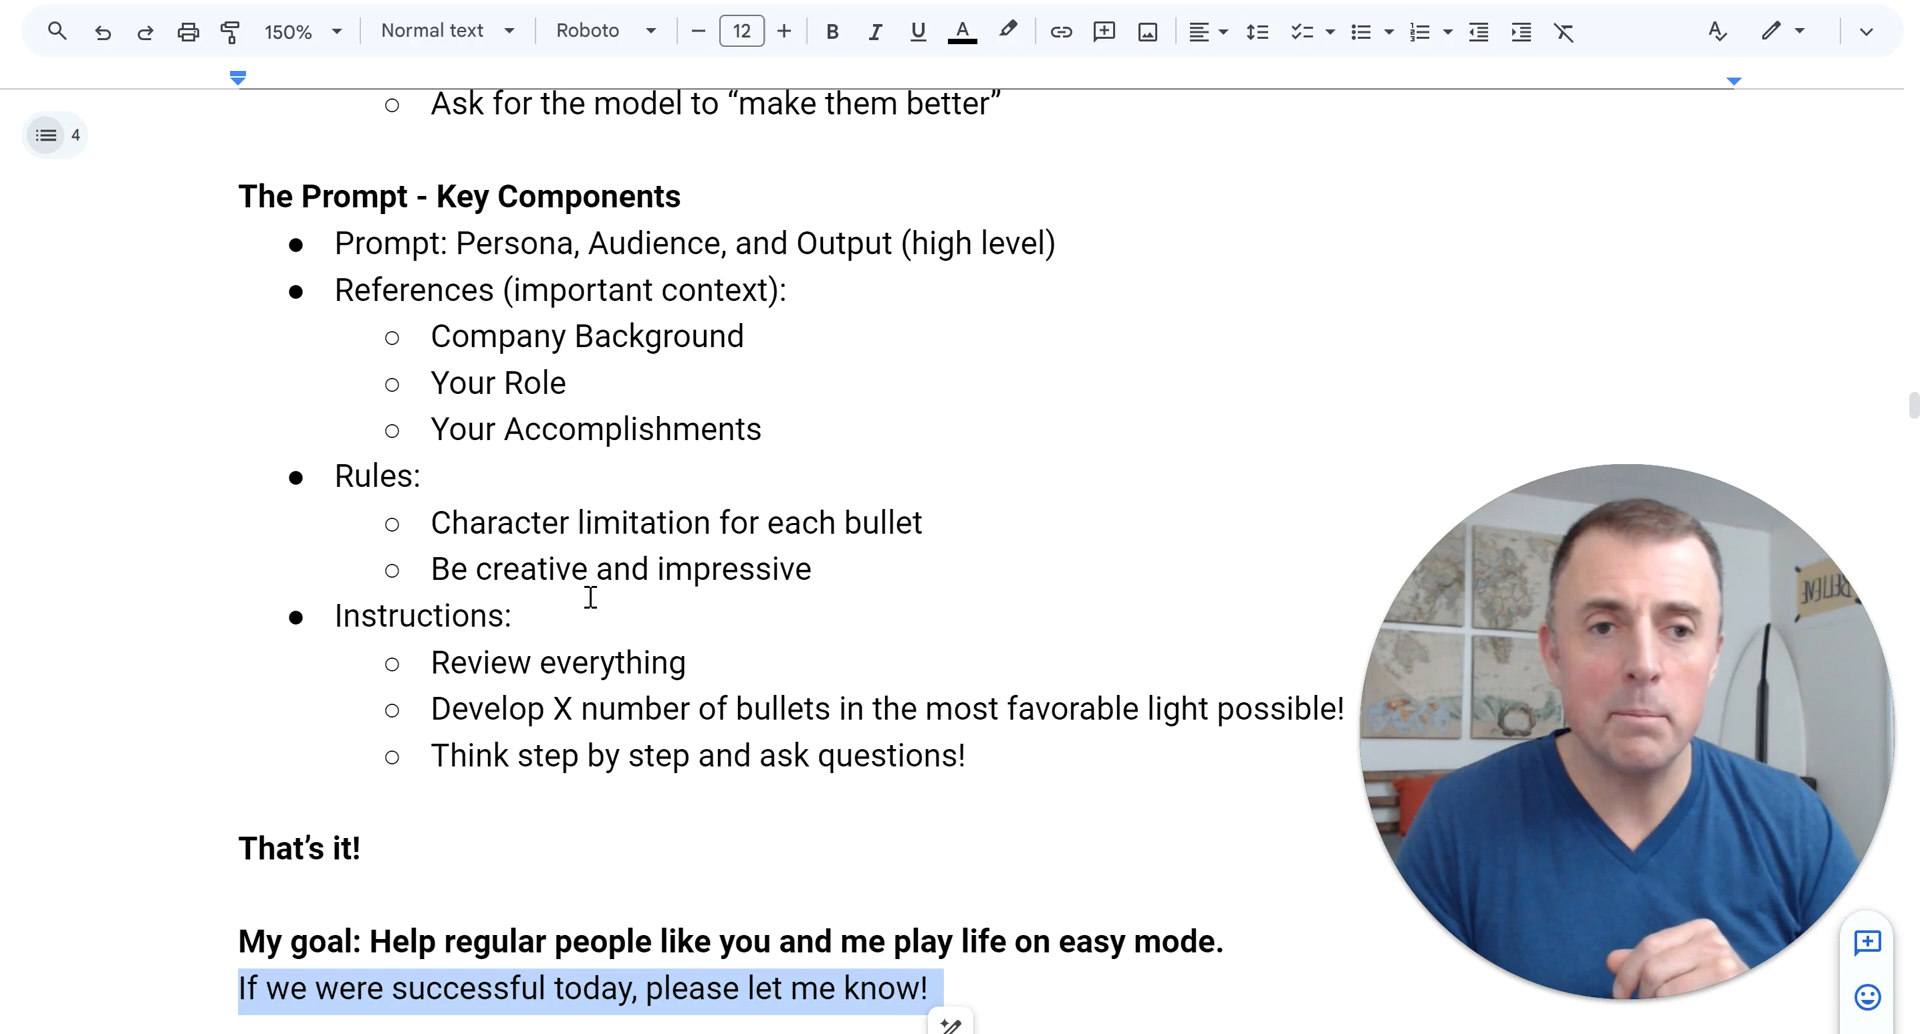 150% Normal text Roboto 12 B I U A
Ask for the model to “make them better”
4
The Prompt - Key Components
Prompt: Persona, Audience, and Output (high level)
References (important context):
Company Background
Your Role
Your Accomplishments
Rules:
Character limitation for each bullet
Be creative and impressive
Instructions:
Review everything
Develop X number of bullets in the most favorable light possible!
Think step by step and ask questions!
That’s it!
My goal: Help regular people like you and me play life on easy mode.
If we were successful today, please let me know!
BELIEVE